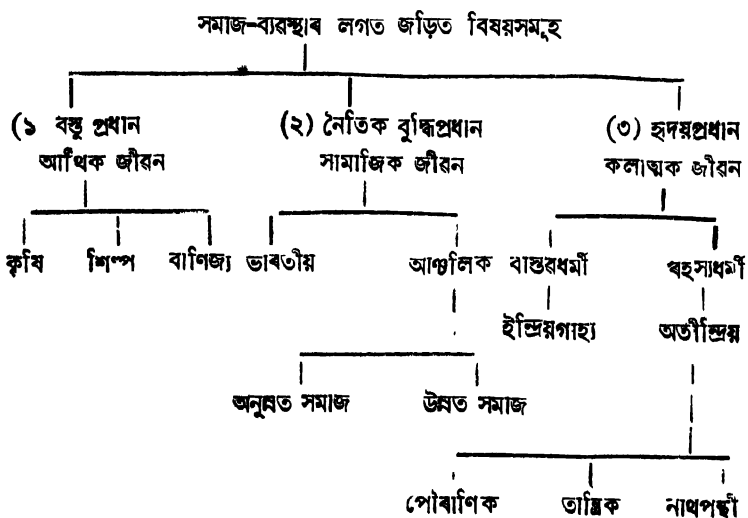 সমাজ-ব্যৱস্থাৰ লগত জড়িত বিষয়সমূহ
(১ বস্তু প্ৰধান (২) নৈতিক বুদ্ধিপ্ৰধান (৩) হৃদয়প্ৰধান
আৰ্থিক জীৱন সামাজিক জীৱন কলাত্মক জীৱন
কৃষি শিল্প বাণিজ্য ভাৰতীয় আঞ্চলিক বাস্তৱধৰ্মী ৰহস্যধৰ্মী
ইন্দ্ৰিয়গাহ্য অতীন্দ্ৰিয়
অনুন্নত সমাজ উন্নত সমাজ
পৌৰাণিক তান্ত্ৰিক নাথপন্থী